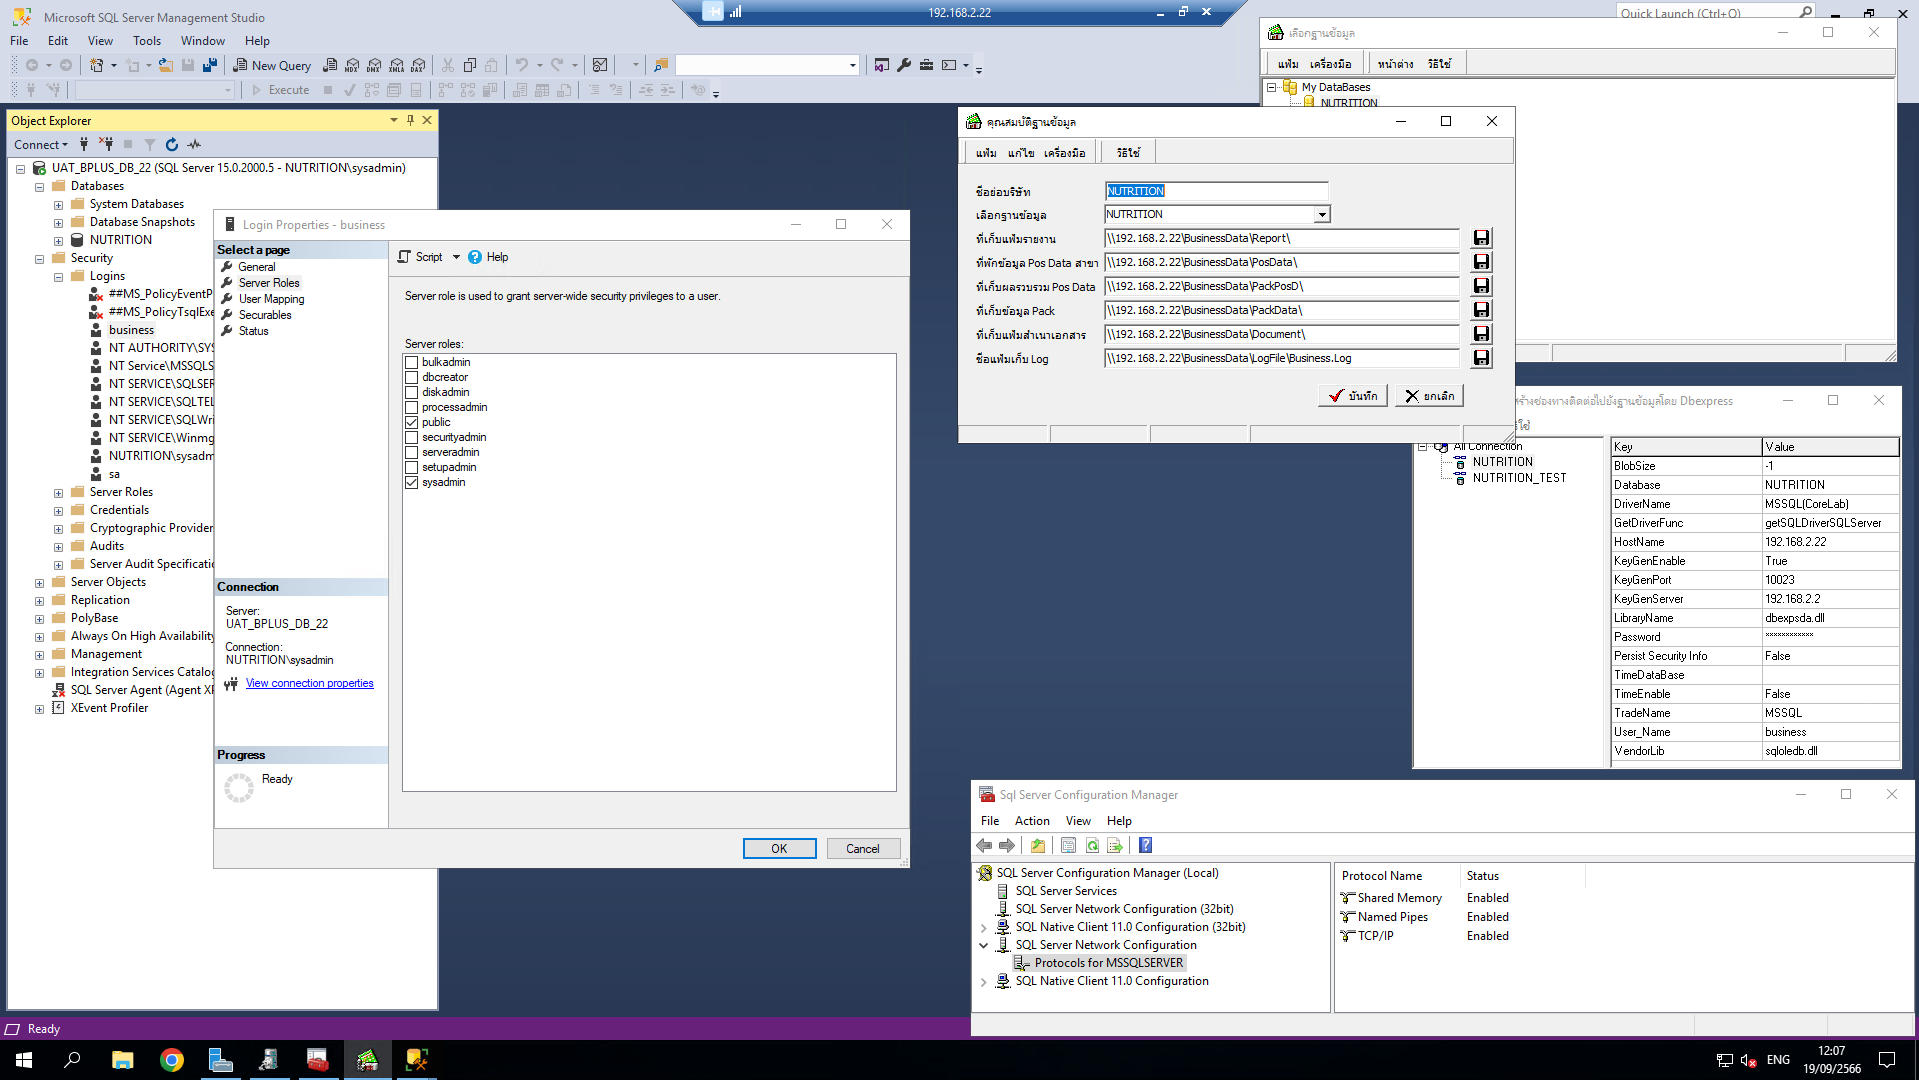 Microsoft SQL Server Management Studio
192.168.2.22
Quick Launch (Ctrl+Q)
File Edit View Tools Window Help
New Query
MDX DMX XMLA DAX
Execute
Object Explorer
Connect
UAT_BPLUS_DB_22 (SQL Server 15.0.2000.5 - NUTRITION\sysadmin)
Databases
System Databases
Database Snapshots
NUTRITION
Security
Logins
##MS_PolicyEventP
##MS_PolicyTsqlExe
business
NT AUTHORITY\SYS
NT Service\MSSQLS
NT SERVICE\SQLSER
NT SERVICE\SQLTEL
NT SERVICE\SQLWri
NT SERVICE\Winmg
NUTRITION\sysadm
sa
Server Roles
Credentials
Cryptographic Provider
Audits
Server Audit Specificatio
Server Objects
Replication
PolyBase
Always On High Availability
Management
Integration Services Catalog
SQL Server Agent (Agent XP
XEvent Profiler
Ready
Login Properties - business
Select a page
General
Server Roles
User Mapping
Securables
Status
Connection
Server:
UAT_BPLUS_DB_22
Connection:
NUTRITION\sysadmin
View connection properties
Progress
Ready
Script Help
Server role is used to grant server-wide security privileges to a user.
Server roles:
bulkadmin
dbcreator
diskadmin
processadmin
public
securityadmin
serveradmin
setupadmin
sysadmin
OK Cancel
เลือกฐานข้อมูล
แฟ้ม เครื่องมือ หน้าต่าง วิธีใช้
My DataBases
NUTRITION
คุณสมบัติฐานข้อมูล
แฟ้ม แก้ไข เครื่องมือ วิธีใช้
ชื่อย่อบริษัท NUTRITION
เลือกฐานข้อมูล NUTRITION
ที่เก็บแฟ้มรายงาน \\192.168.2.22\BusinessData\Report\
ที่พักข้อมูล Pos Data สาขา \\192.168.2.22\BusinessData\PosData\
ที่เก็บผลรวบรวม Pos Data \\192.168.2.22\BusinessData\PackPosD\
ที่เก็บข้อมูล Pack \\192.168.2.22\BusinessData\PackData\
ที่เก็บแฟ้มสำเนาเอกสาร \\192.168.2.22\BusinessData\Document\
ชื่อแฟ้มเก็บ Log \\192.168.2.22\BusinessData\LogFile\Business.Log
บันทึก ยกเลิก
สร้างช่องทางติดต่อไปยังฐานข้อมูลโดย Dbexpress
All Connection
NUTRITION
NUTRITION_TEST
Key Value
BlobSize -1
Database NUTRITION
DriverName MSSQL(CoreLab)
GetDriverFunc getSQLDriverSQLServer
HostName 192.168.2.22
KeyGenEnable True
KeyGenPort 10023
KeyGenServer 192.168.2.2
LibraryName dbexpsda.dll
Password ************
Persist Security Info False
TimeDataBase
TimeEnable False
TradeName MSSQL
User_Name business
VendorLib sqloledb.dll
Sql Server Configuration Manager
File Action View Help
SQL Server Configuration Manager (Local)
SQL Server Services
SQL Server Network Configuration (32bit)
SQL Native Client 11.0 Configuration (32bit)
SQL Server Network Configuration
Protocols for MSSQLSERVER
SQL Native Client 11.0 Configuration
Protocol Name Status
Shared Memory Enabled
Named Pipes Enabled
TCP/IP Enabled
ENG
12:07
19/09/2566